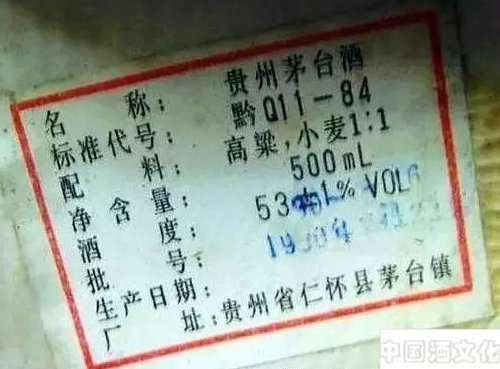 名称：贵州茅台酒
标准代号：黔Q11-84
配料：高粱，小麦1:1
净含量：500mL
酒度：53±1% VOL
批号：
生产日期：
厂址：贵州省仁怀县茅台镇
中国酒文化